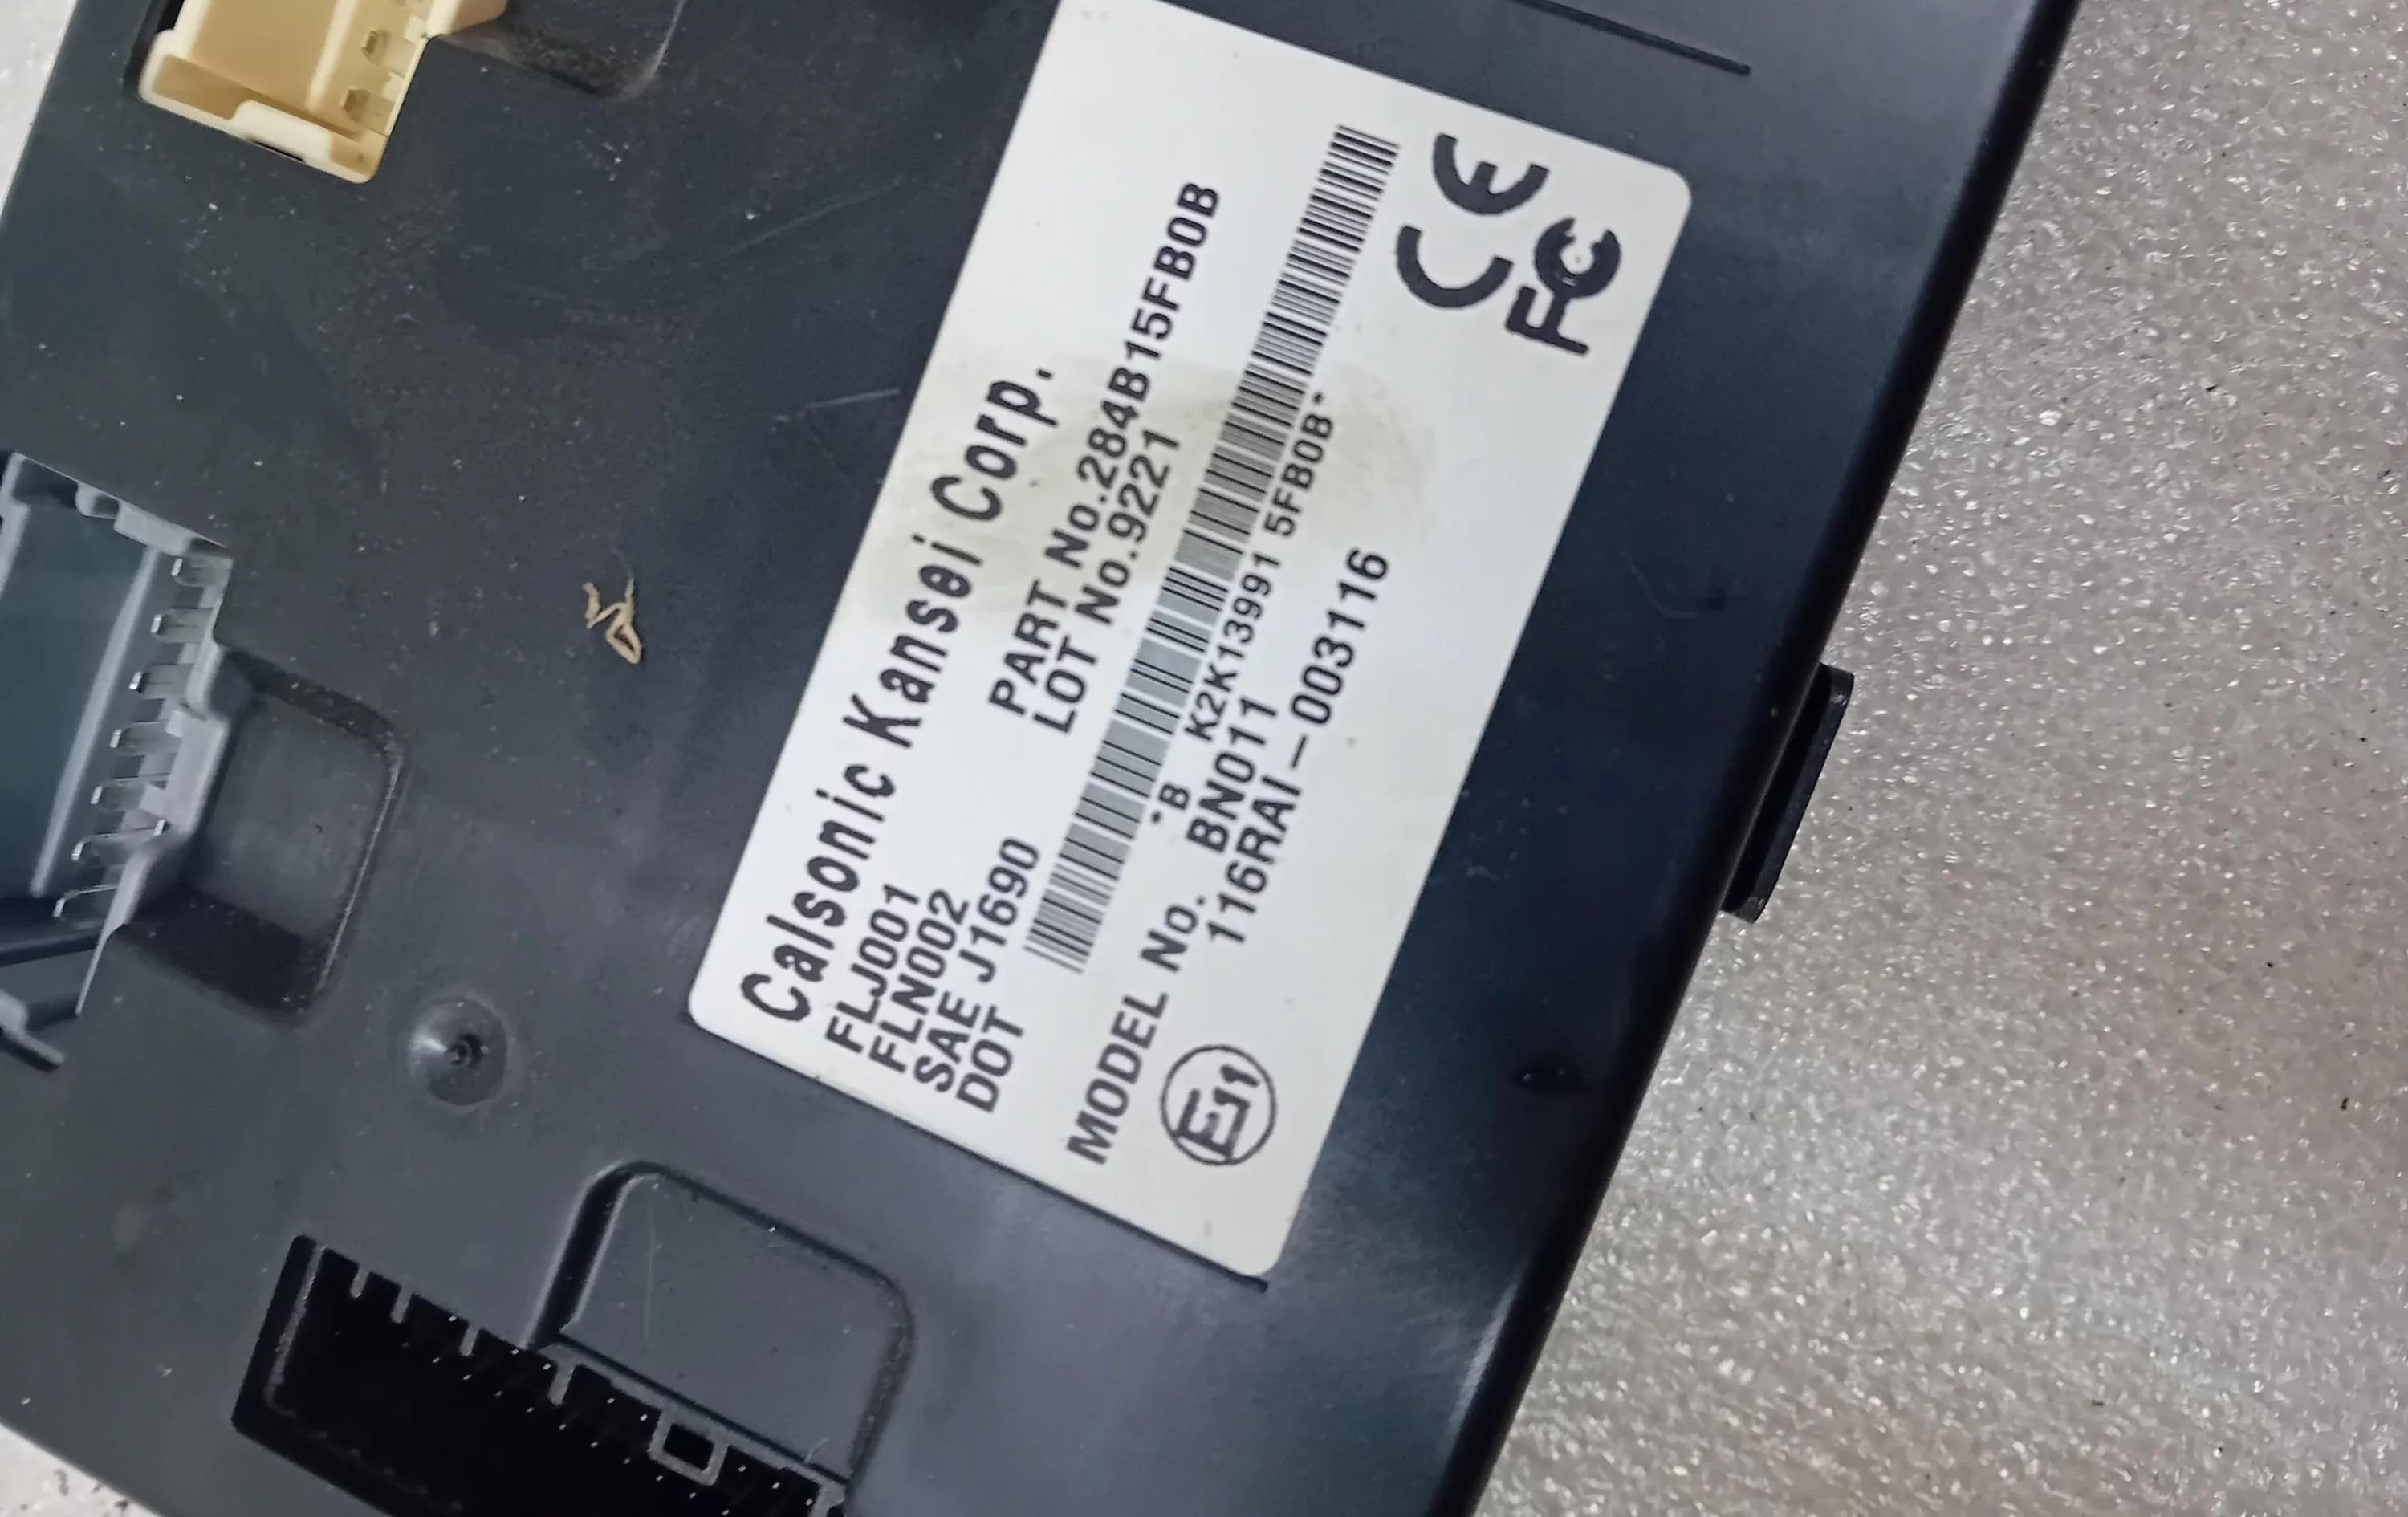 Calsonic Kansei Corp.
FLJ001
FLN002
SAE J1690
DOT
PART No.284B15FB0B
LOT No.9221
*B K2K13991 5FB0B*
MODEL No. BN011
E11 116RAI-003116
CE
FC